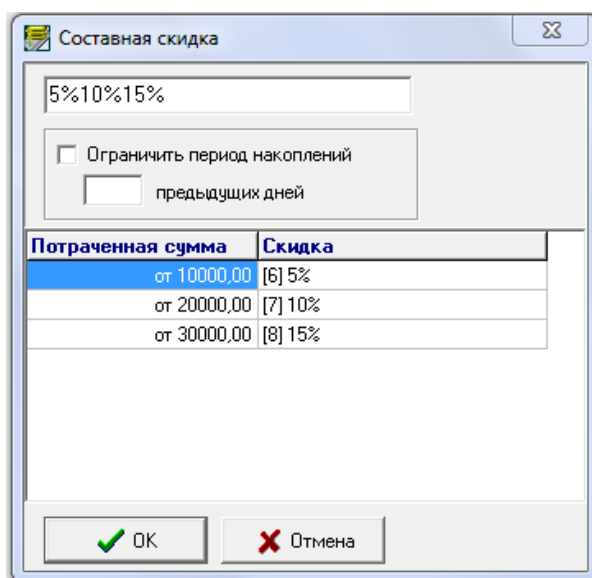 Составная скидка
5%10%15%
Ограничить период накоплений
предыдущих дней
Потраченная сумма Скидка
от 10000,00 [6] 5%
от 20000,00 [7] 10%
от 30000,00 [8] 15%
OK Отмена